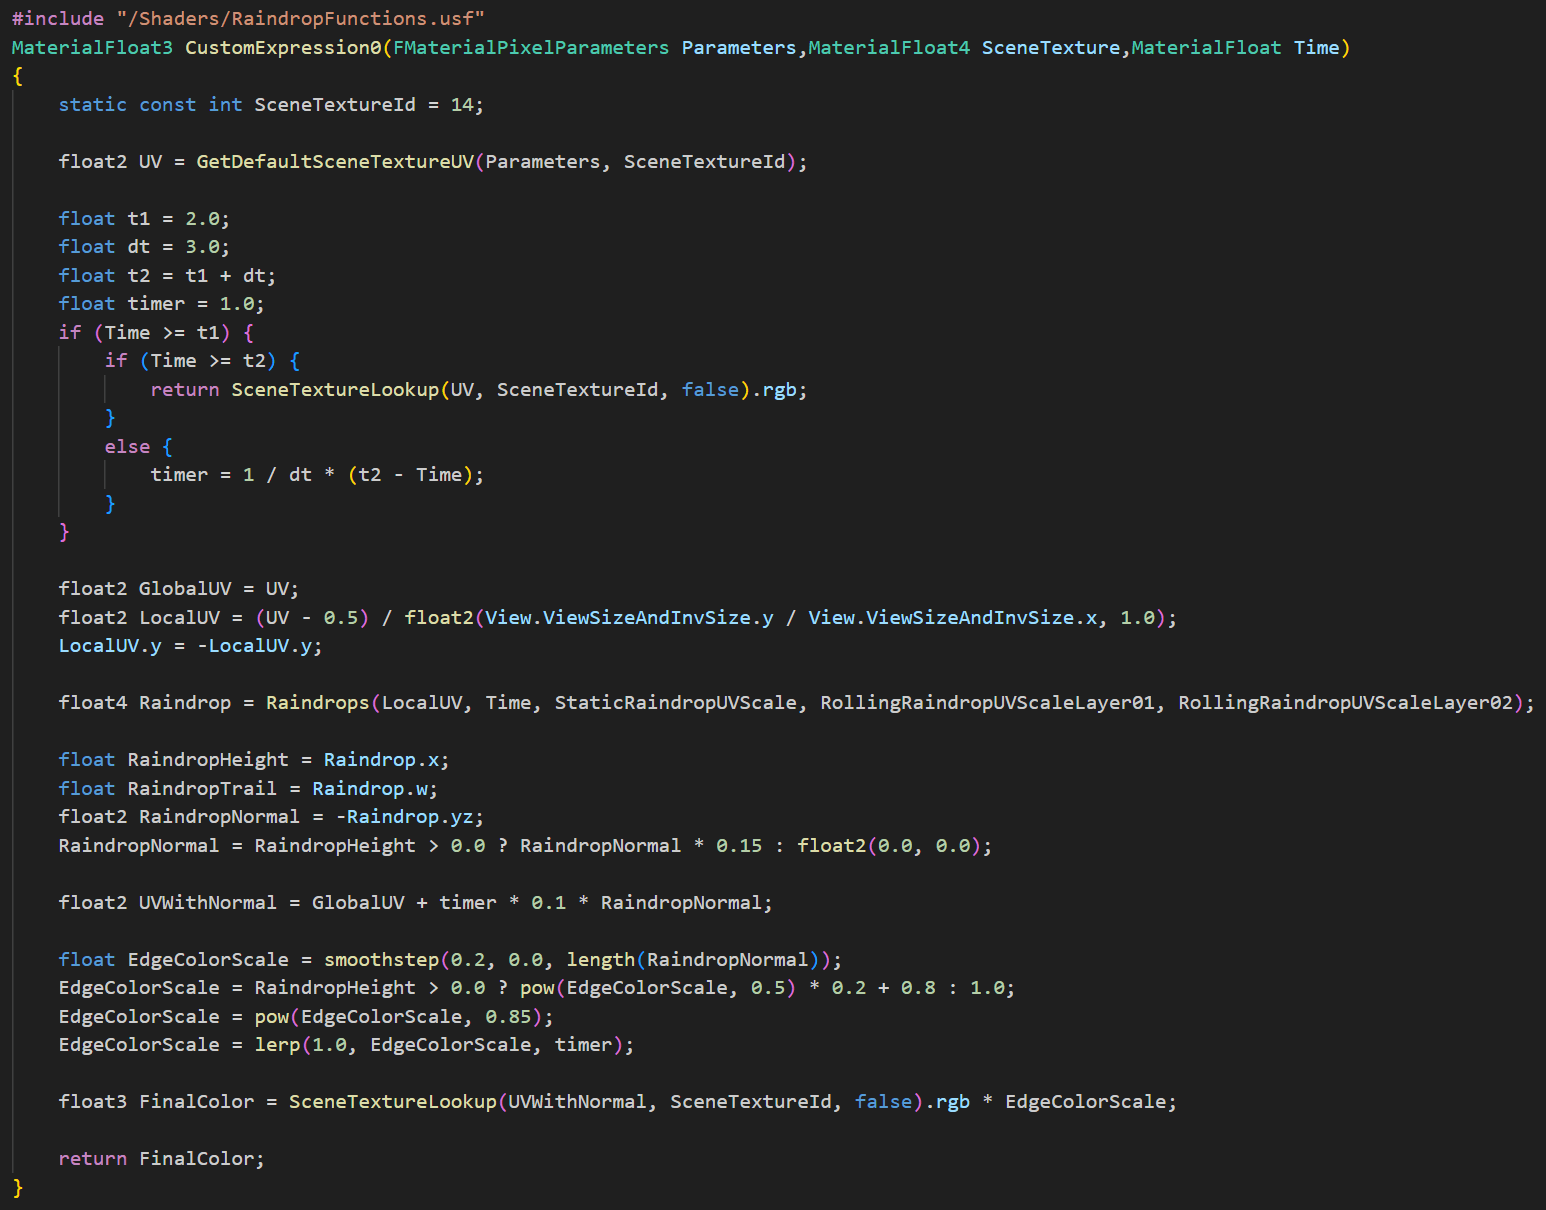 #include "/Shaders/RaindropFunctions.usf"
MaterialFloat3 CustomExpression0(FMaterialPixelParameters Parameters,MaterialFloat4 SceneTexture,MaterialFloat Time)
{
    static const int SceneTextureId = 14;

    float2 UV = GetDefaultSceneTextureUV(Parameters, SceneTextureId);

    float t1 = 2.0;
    float dt = 3.0;
    float t2 = t1 + dt;
    float timer = 1.0;
    if (Time >= t1) {
        if (Time >= t2) {
            return SceneTextureLookup(UV, SceneTextureId, false).rgb;
        }
        else {
            timer = 1 / dt * (t2 - Time);
        }
    }

    float2 GlobalUV = UV;
    float2 LocalUV = (UV - 0.5) / float2(View.ViewSizeAndInvSize.y / View.ViewSizeAndInvSize.x, 1.0);
    LocalUV.y = -LocalUV.y;

    float4 Raindrop = Raindrops(LocalUV, Time, StaticRaindropUVScale, RollingRaindropUVScaleLayer01, RollingRaindropUVScaleLayer02);

    float RaindropHeight = Raindrop.x;
    float RaindropTrail = Raindrop.w;
    float2 RaindropNormal = -Raindrop.yz;
    RaindropNormal = RaindropHeight > 0.0 ? RaindropNormal * 0.15 : float2(0.0, 0.0);

    float2 UVWithNormal = GlobalUV + timer * 0.1 * RaindropNormal;

    float EdgeColorScale = smoothstep(0.2, 0.0, length(RaindropNormal));
    EdgeColorScale = RaindropHeight > 0.0 ? pow(EdgeColorScale, 0.5) * 0.2 + 0.8 : 1.0;
    EdgeColorScale = pow(EdgeColorScale, 0.85);
    EdgeColorScale = lerp(1.0, EdgeColorScale, timer);

    float3 FinalColor = SceneTextureLookup(UVWithNormal, SceneTextureId, false).rgb * EdgeColorScale;

    return FinalColor;
}